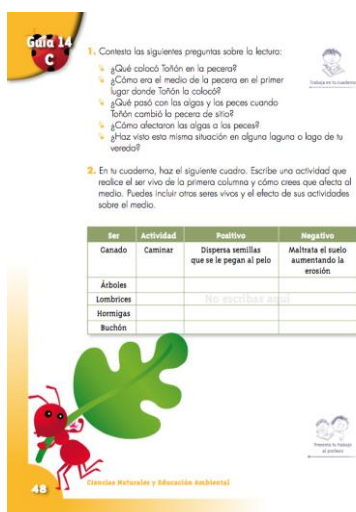 Guía 14
C
1. Contesta las siguientes preguntas sobre la lectura:
¿Qué colocó Toñón en la pecera?
¿Cómo era el medio de la pecera en el primer
lugar donde Toñón la colocó?
¿Qué pasó con las algas y los peces cuando
Toñón cambió la pecera de sitio?
¿Cómo afectaron las algas a los peces?
¿Haz visto esta misma situación en alguna laguna o lago de tu
vereda?
Trabaja en tu cuaderno
2. En tu cuaderno, haz el siguiente cuadro. Escribe una actividad que
realice el ser vivo de la primera columna y cómo crees que afecta al
medio. Puedes incluir otros seres vivos y el efecto de sus actividades
sobre el medio.
Ser Actividad Positivo Negativo
Ganado Caminar Dispersa semillas que se le pegan al pelo Maltrata el suelo aumentando la erosión
Árboles
Lombrices
No escribas aquí
Hormigas
Buchón
Presenta tu trabajo
al profesor
48
Ciencias Naturales y Educación Ambiental